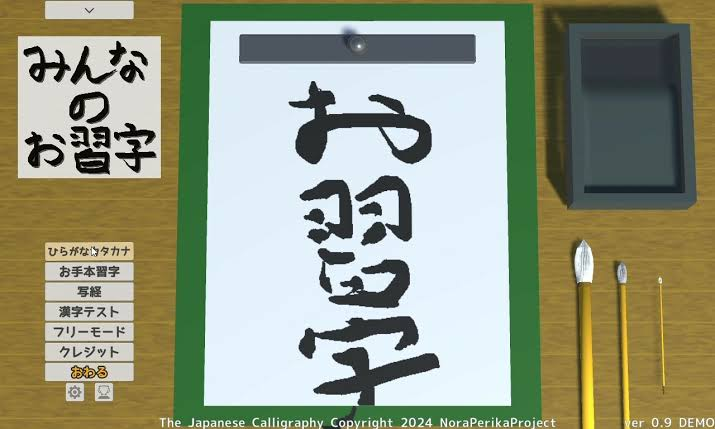 みんな
の
お習字
お習字
ひらがなカタカナ
お手本習字
写経
漢字テスト
フリーモード
クレジット
おわる
The Japanese Calligraphy Copyright 2024 NoraPerikaProject
ver 0.9 DEMO